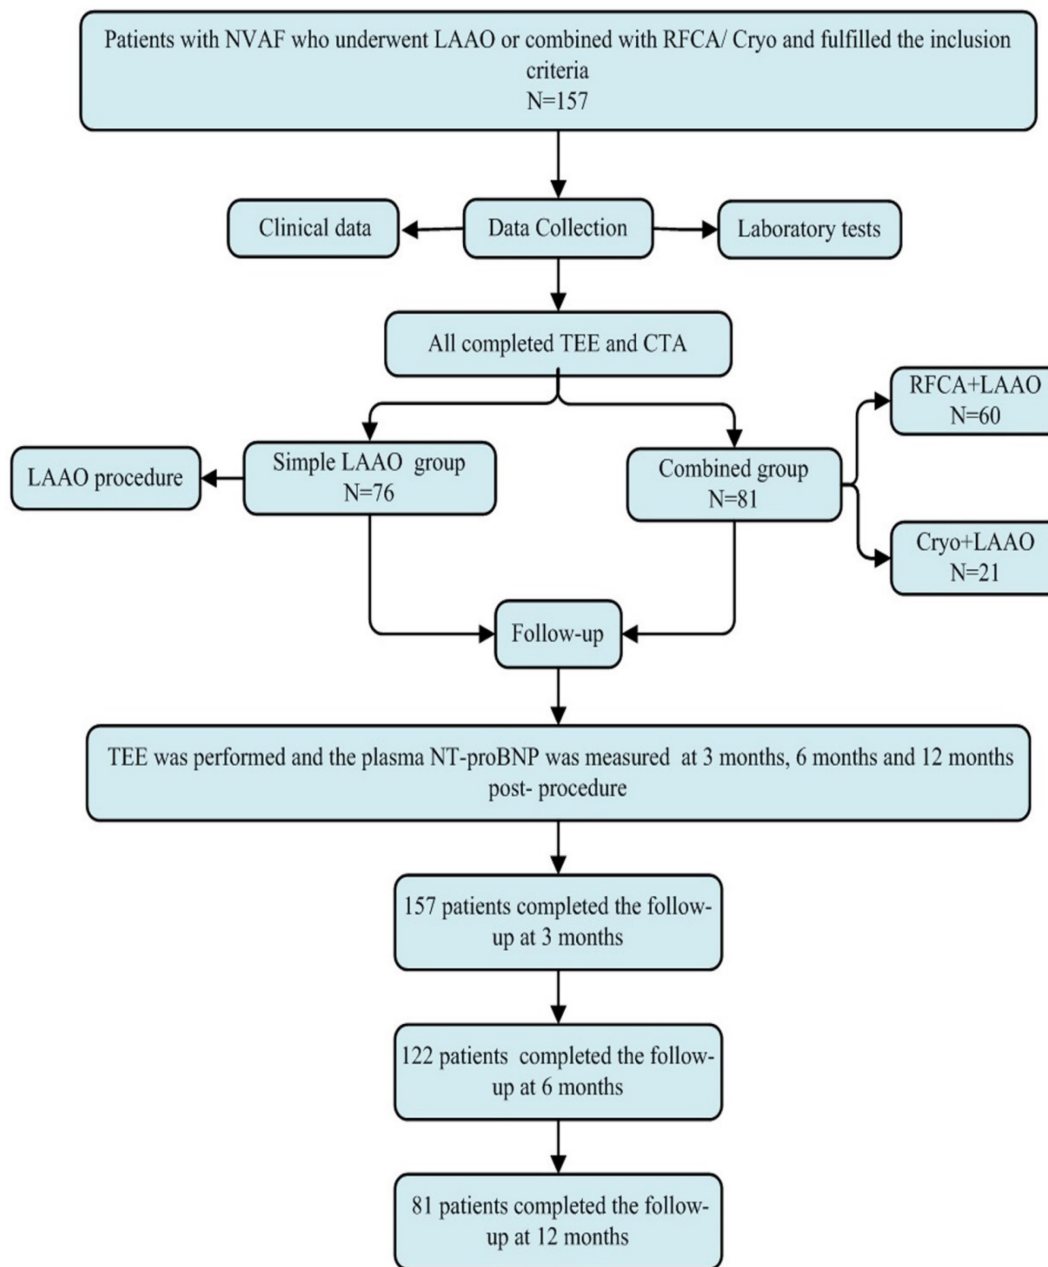 Patients with NVAF who underwent LAAO or combined with RFCA/ Cryo and fulfilled the inclusion
criteria
N=157
Clinical data
Data Collection
Laboratory tests
All completed TEE and CTA
RFCA+LAAO
N=60
LAAO procedure
Simple LAAO group
N=76
Combined group
N=81
Cryo+LAAO
N=21
Follow-up
TEE was performed and the plasma NT-proBNP was measured at 3 months, 6 months and 12 months
post- procedure
157 patients completed the follow-
up at 3 months
122 patients completed the follow-
up at 6 months
81 patients completed the follow-
up at 12 months